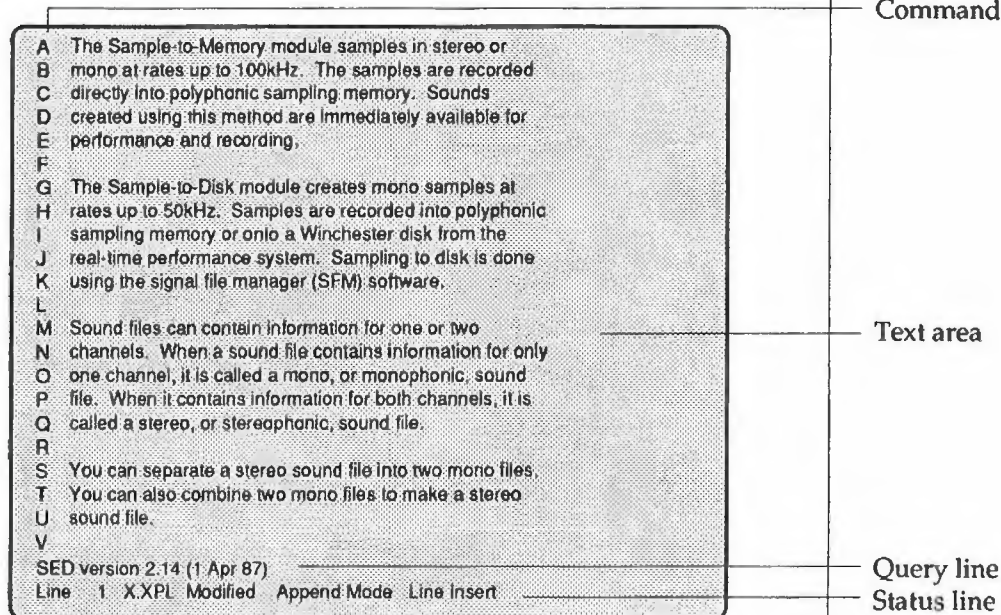 Command
A The Sample-to-Memory module samples in stereo or
B mono at rates up to 100kHz. The samples are recorded
C directly into polyphonic sampling memory. Sounds
D created using this method are immediately available for
E performance and recording.
F
G The Sample-to-Disk module creates mono samples at
H rates up to 50kHz. Samples are recorded into polyphonic
I sampling memory or onto a Winchester disk from the
J real-time performance system. Sampling to disk is done
K using the signal file manager (SFM) software.
L
M Sound files can contain information for one or two
Text area
N channels. When a sound file contains information for only
O one channel, it is called a mono, or monophonic, sound
P file. When it contains information for both channels, it is
Q called a stereo, or stereophonic, sound file.
R
S You can separate a stereo sound file into two mono files.
T You can also combine two mono files to make a stereo
U sound file.
V
SED version 2.14 (1 Apr 87)
Query line
Line 1 X.XPL Modified Append Mode Line Insert
Status line